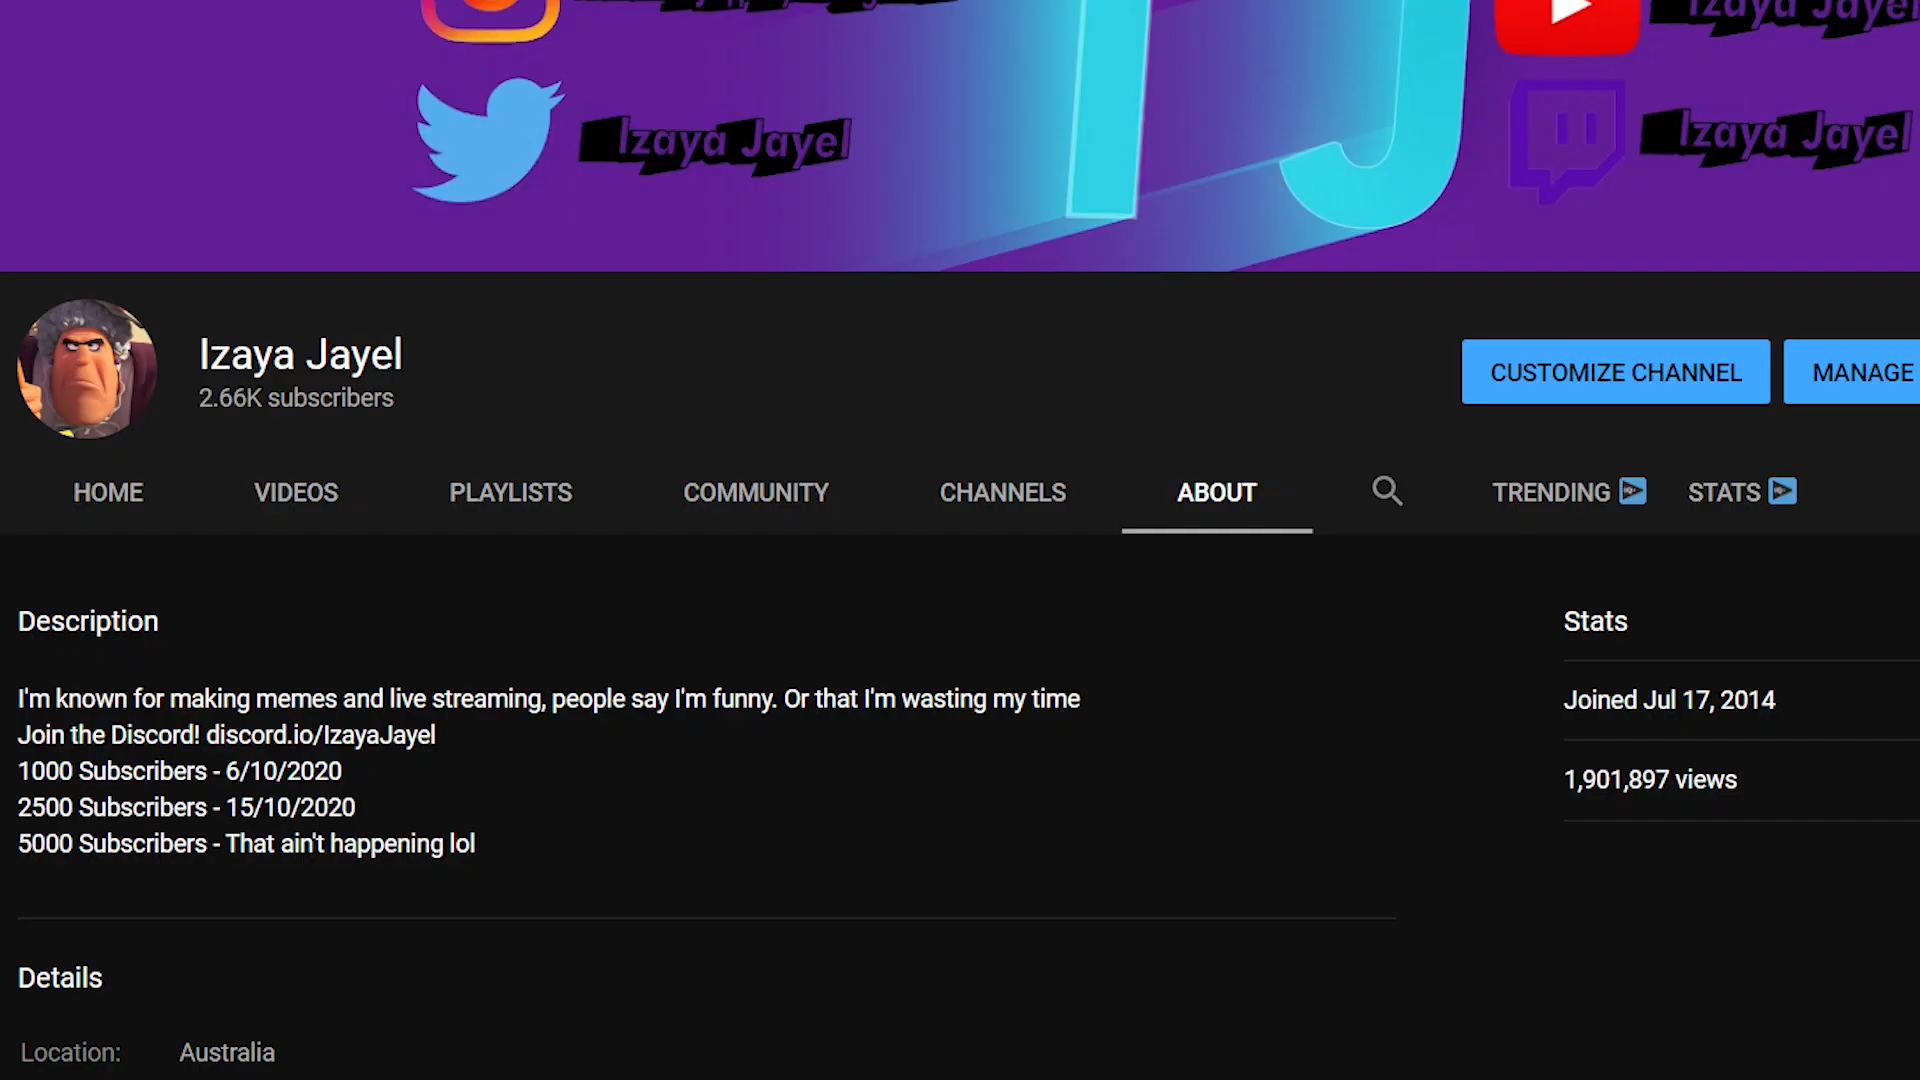 Izaya Jayel
Izaya Jayel
Izaya Jayel
IJ
Izaya Jayel
2.66K subscribers
CUSTOMIZE CHANNEL
MANAGE
HOME
VIDEOS
PLAYLISTS
COMMUNITY
CHANNELS
ABOUT
TRENDING
STATS
Description
Stats
I'm known for making memes and live streaming, people say I'm funny. Or that I'm wasting my time
Join the Discord! discord.io/IzayaJayel
1000 Subscribers - 6/10/2020
2500 Subscribers - 15/10/2020
5000 Subscribers - That ain't happening lol
Joined Jul 17, 2014
1,901,897 views
Details
Location:
Australia